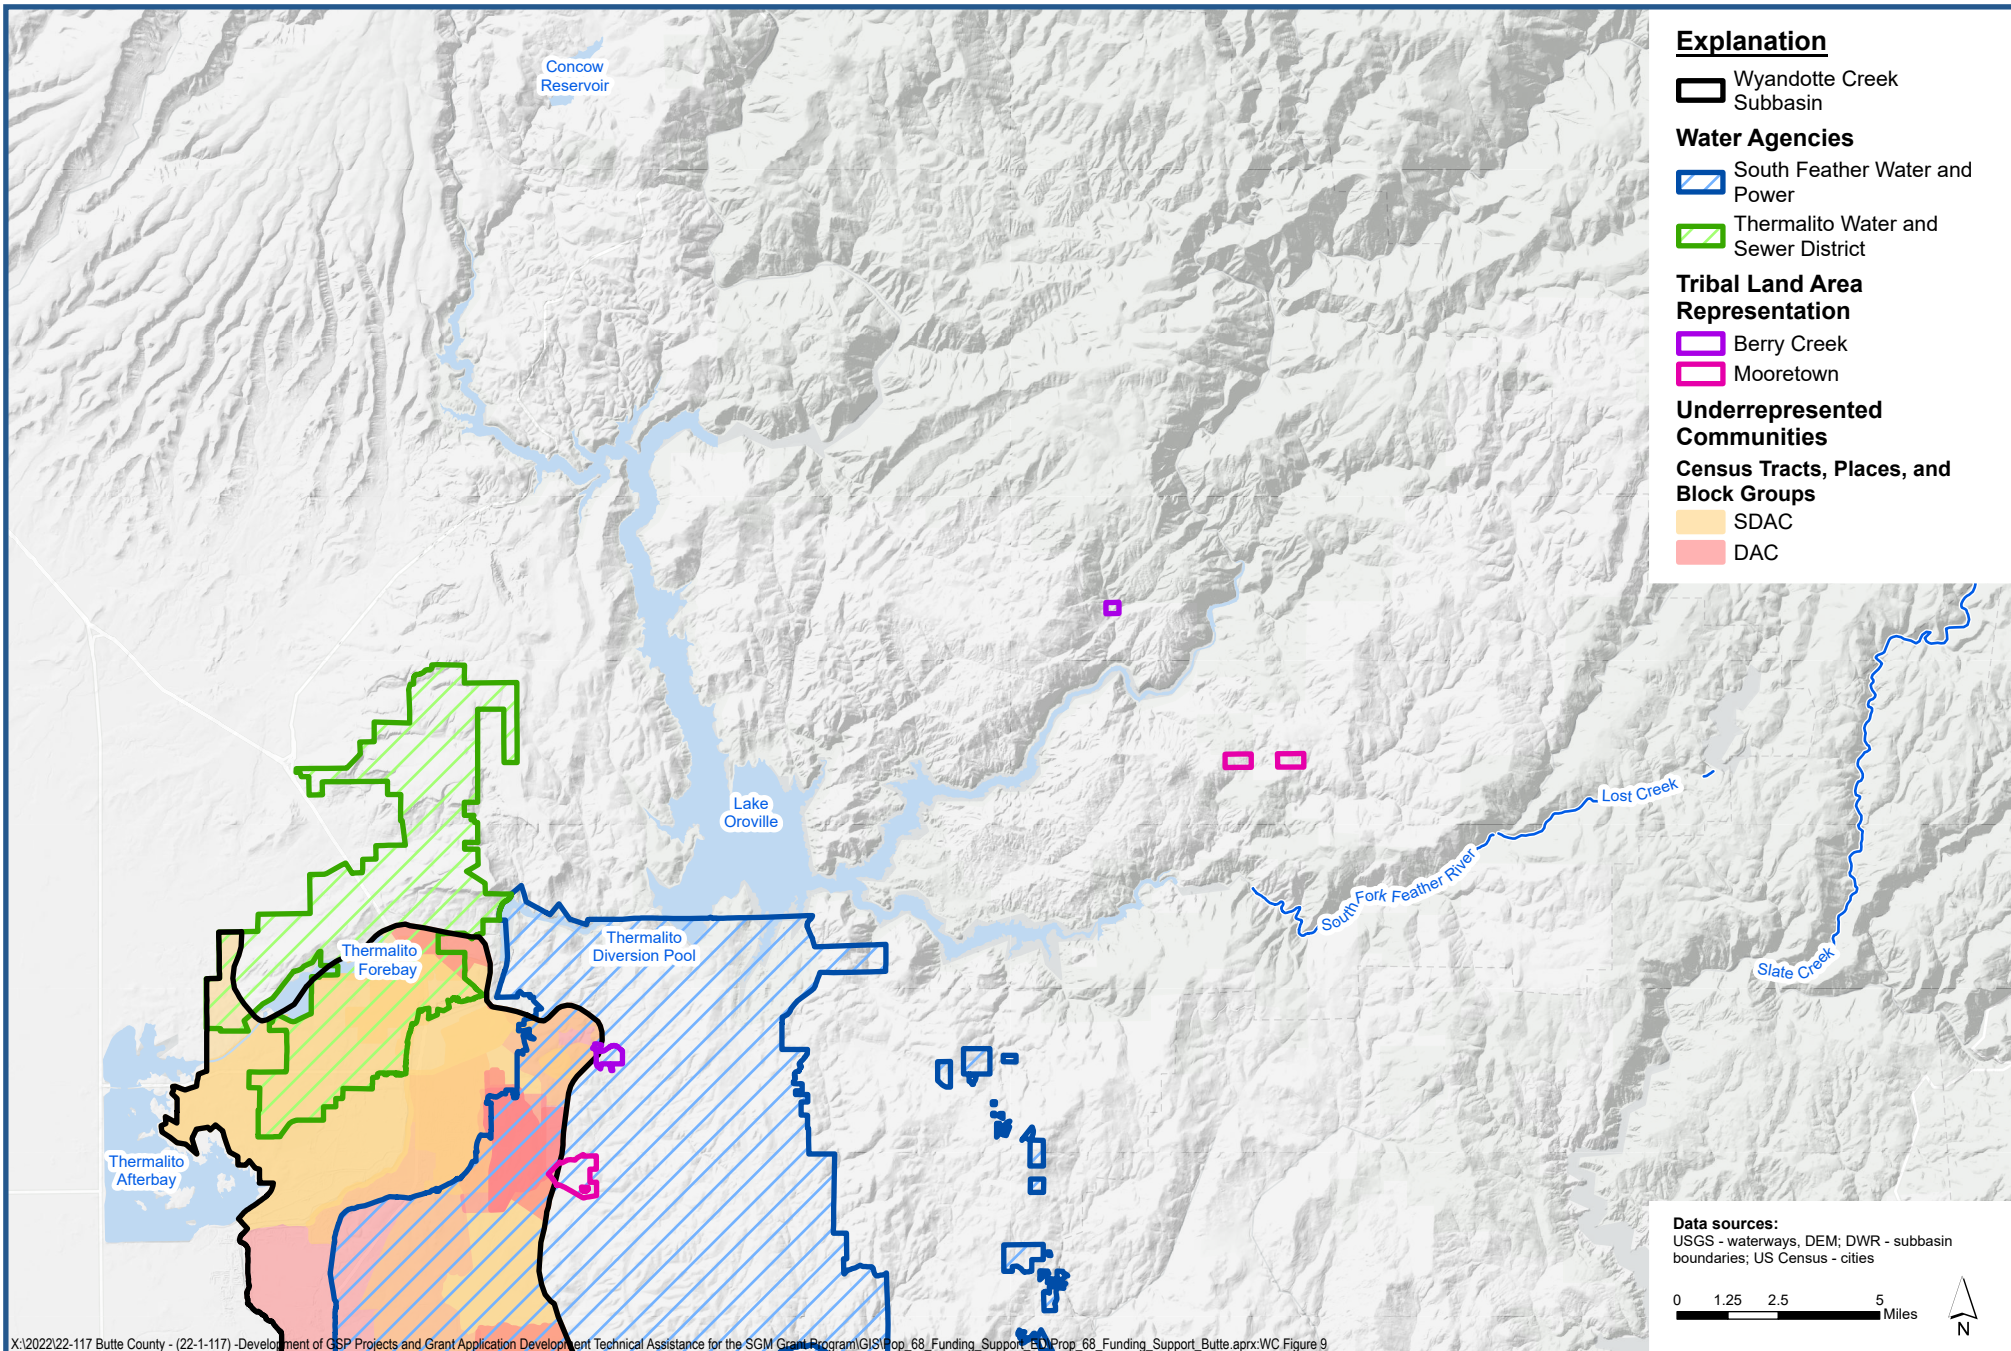 Explanation
Wyandotte Creek
Subbasin
Water Agencies
South Feather Water and
Power
Thermalito Water and
Sewer District
Tribal Land Area
Representation
Berry Creek
Mooretown
Underrepresented
Communities
Census Tracts, Places, and
Block Groups
SDAC
DAC
Concow
Reservoir
Lake
Oroville
Lost Creek
South Fork Feather River
Slate Creek
Thermalito
Forebay
Thermalito
Diversion Pool
Thermalito
Afterbay
Data sources:
USGS - waterways, DEM; DWR - subbasin
boundaries; US Census - cities
0 1.25 2.5 5
Miles
N
X:\2022\22-117 Butte County - (22-1-117) -Development of GSP Projects and Grant Application Development Technical Assistance for the SGM Grant Program\GIS\Pop_68_Funding_Support_ED\Prop_68_Funding_Support_Butte.aprx:WC Figure 9